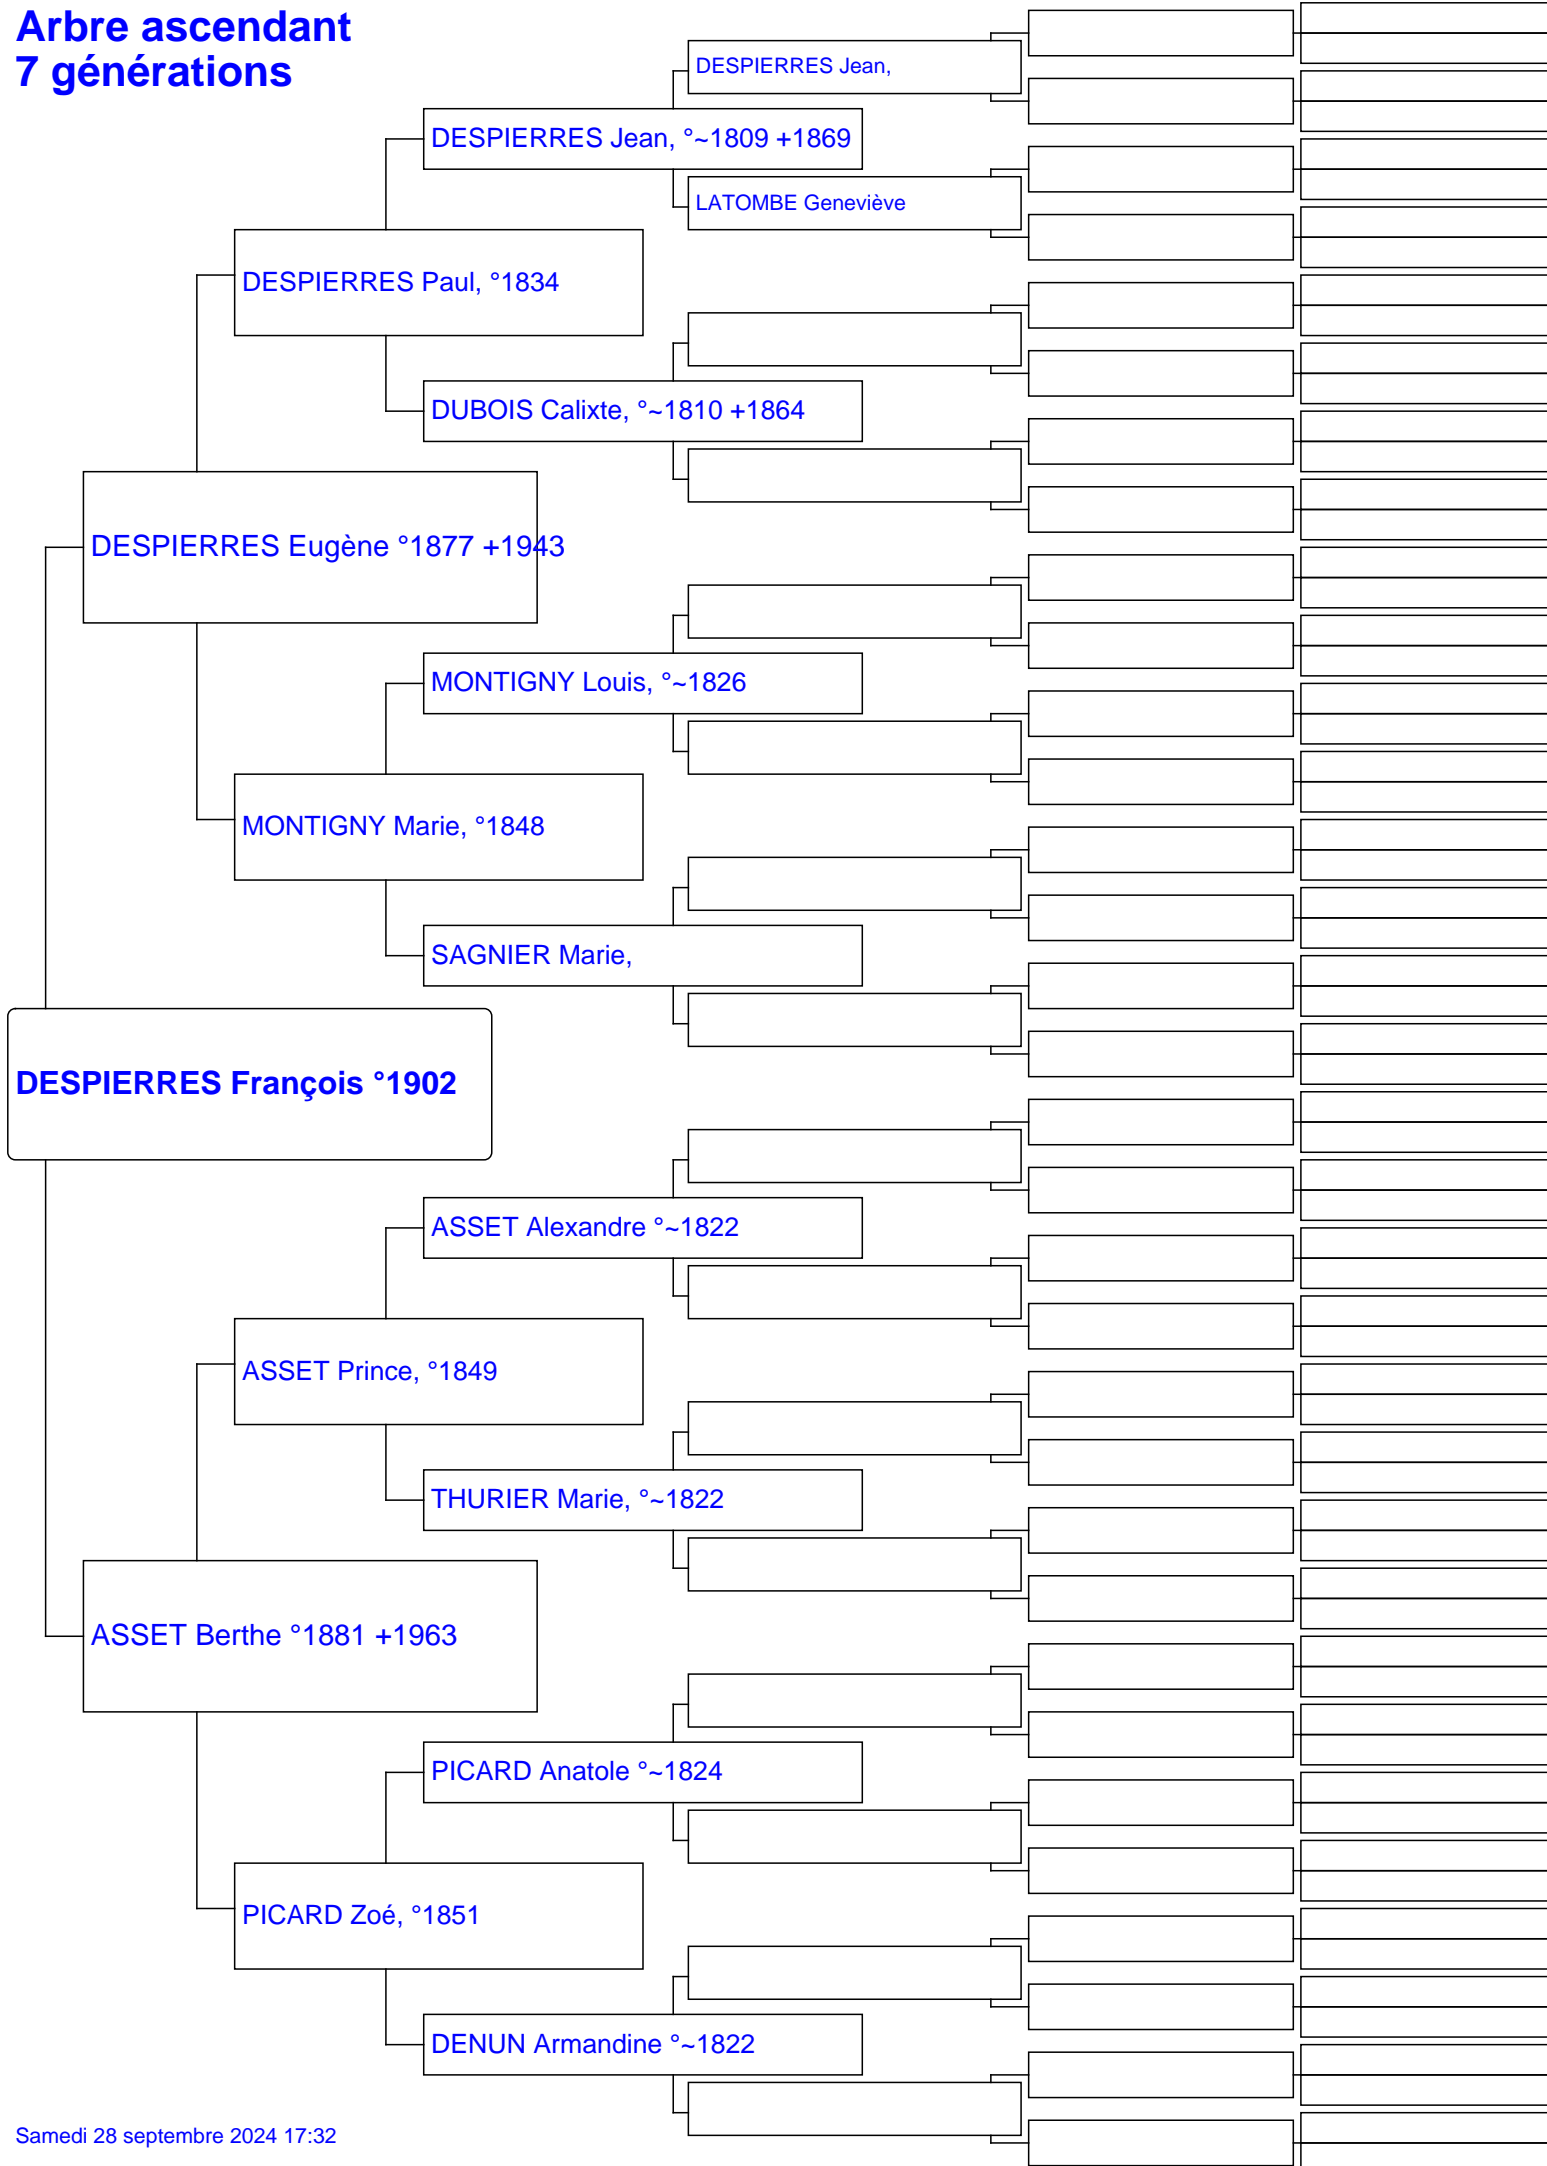 Arbre ascendant
7 générations
DESPIERRES Jean,
DESPIERRES Jean, °~1809 +1869
LATOMBE Geneviève
DESPIERRES Paul, °1834
DUBOIS Calixte, °~1810 +1864
DESPIERRES Eugène °1877 +1943
MONTIGNY Louis, °~1826
MONTIGNY Marie, °1848
SAGNIER Marie,
DESPIERRES François °1902
ASSET Alexandre °~1822
ASSET Prince, °1849
THURIER Marie, °~1822
ASSET Berthe °1881 +1963
PICARD Anatole °~1824
PICARD Zoé, °1851
DENUN Armandine °~1822
Samedi 28 septembre 2024 17:32